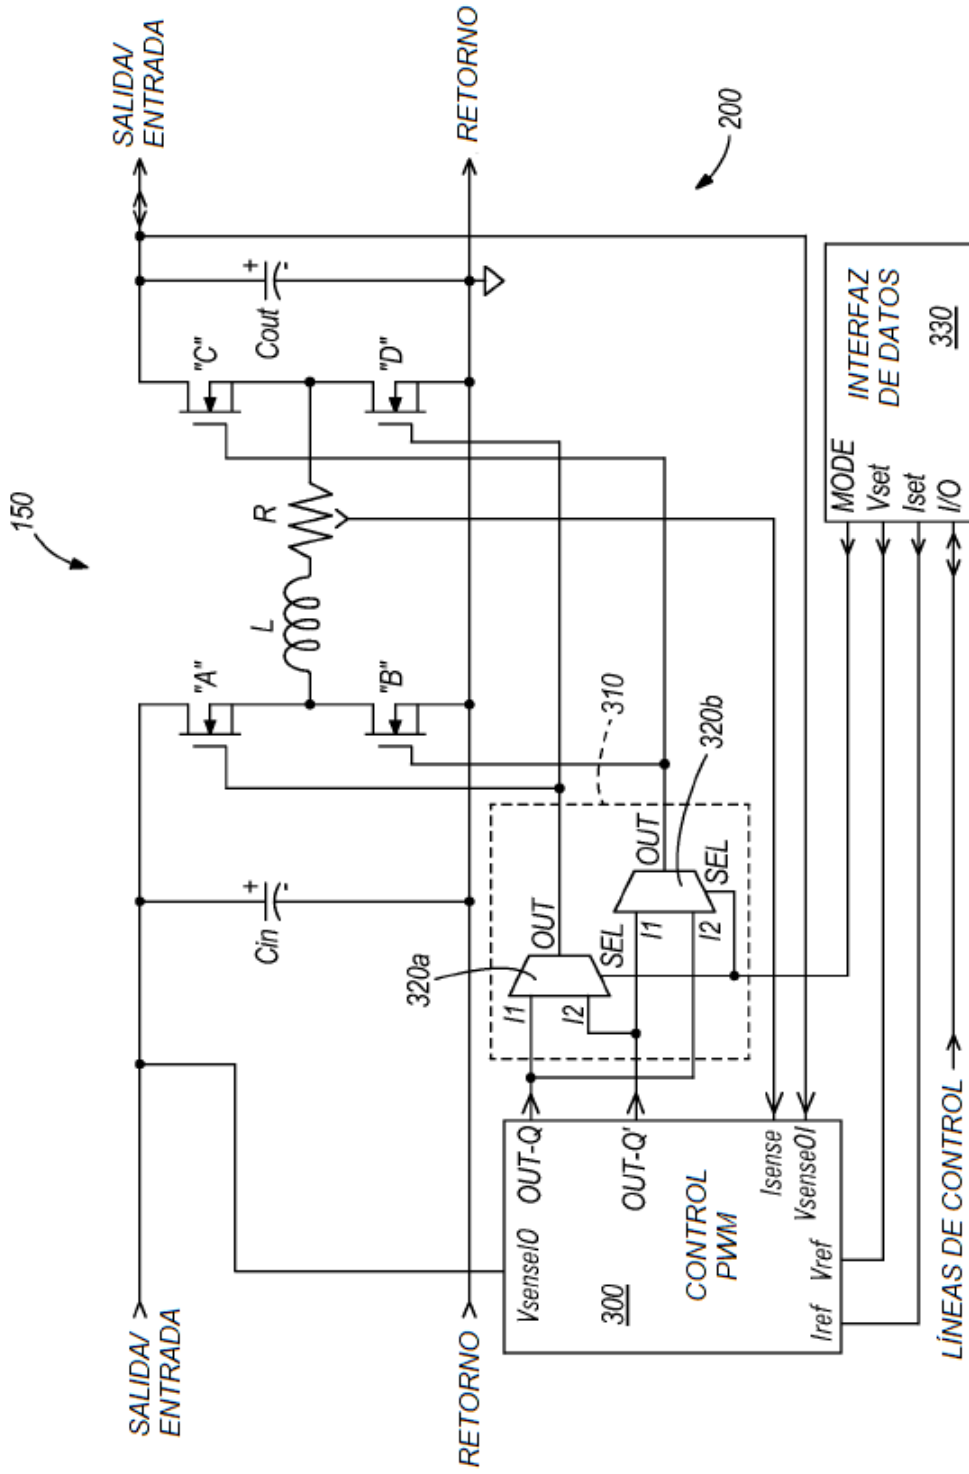 150
200
SALIDA/
ENTRADA
RETORNO
SALIDA/
ENTRADA
RETORNO
Cin
+
-
"A"
"B"
L
R
"C"
"D"
Cout
+
-
310
320a
I1
I2
OUT
SEL
320b
I1
I2
OUT
SEL
VsenseIO
OUT-Q
OUT-Q'
300
CONTROL
PWM
Isense
VsenseOI
Iref
Vref
MODE
Vset
Iset
I/O
INTERFAZ
DE DATOS
330
LÍNEAS DE CONTROL